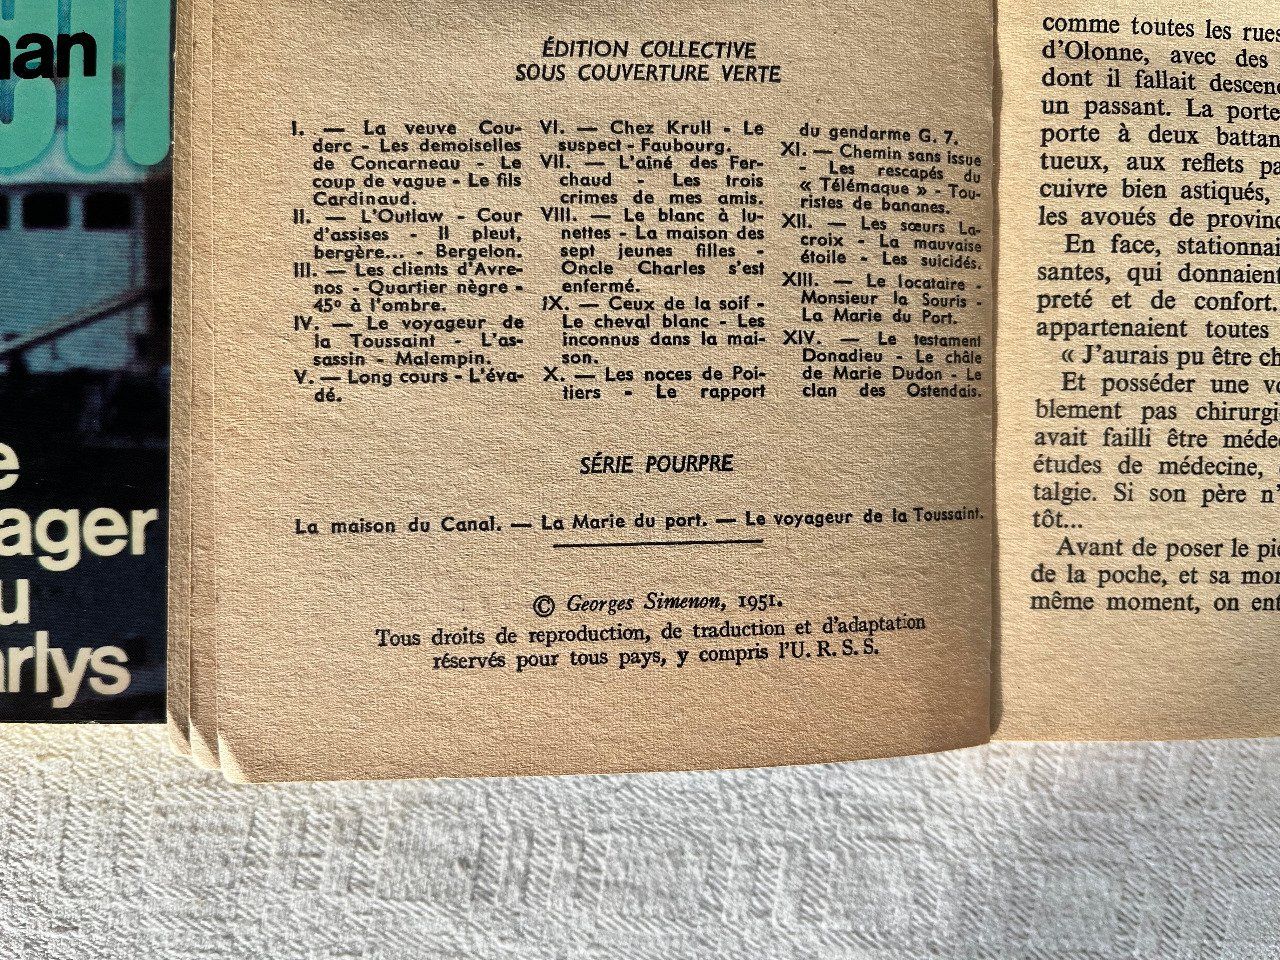 man
ager
arlys
ÉDITION COLLECTIVE
SOUS COUVERTURE VERTE
I. — La veuve Cou-
derc - Les demoiselles
de Concarneau - Le
coup de vague - Le fils
Cardinaud.
II. — L'Outlaw - Cour
d'assises - Il pleut,
bergère... - Bergelon.
III. — Les clients d'Avre-
nos - Quartier nègre -
45º à l'ombre.
IV. — Le voyageur de
la Toussaint - L'as-
sassin - Malempin.
V. — Long cours - L'éva-
dé.
VI. — Chez Krull - Le
suspect - Faubourg.
VII. — L'aîné des Fer-
chaud - Les trois
crimes de mes amis.
VIII. — Le blanc à lu-
nettes - La maison des
sept jeunes filles -
Oncle Charles s'est
enfermé.
IX. — Ceux de la soif -
Le cheval blanc - Les
inconnus dans la mai-
son.
X. — Les noces de Poi-
tiers - Le rapport
du gendarme G. 7.
XI. — Chemin sans issue
- Les rescapés du
« Télémaque » - Tou-
ristes de bananes.
XII. — Les sœurs La-
croix - La mauvaise
étoile - Les suicidés.
XIII. — Le locataire -
Monsieur la Souris -
La Marie du Port.
XIV. — Le testament
Donadieu - Le châle
de Marie Dudon - Le
clan des Ostendais.
SÉRIE POURPRE
La maison du Canal. — La Marie du port. — Le voyageur de la Toussaint.
© Georges Simenon, 1951.
Tous droits de reproduction, de traduction et d'adaptation
réservés pour tous pays, y compris l'U. R. S. S.
comme toutes les rues
d'Olonne, avec des
dont il fallait descend
un passant. La porte
porte à deux battan
tueux, aux reflets pa
cuivre bien astiqués,
les avoués de provinc
En face, stationnai
santes, qui donnaient
preté et de confort.
appartenaient toutes
« J'aurais pu être ch
Et posséder une vo
blement pas chirurgi
avait failli être méde
études de médecine,
talgie. Si son père n'
tôt...
Avant de poser le pie
de la poche, et sa mon
même moment, on ent